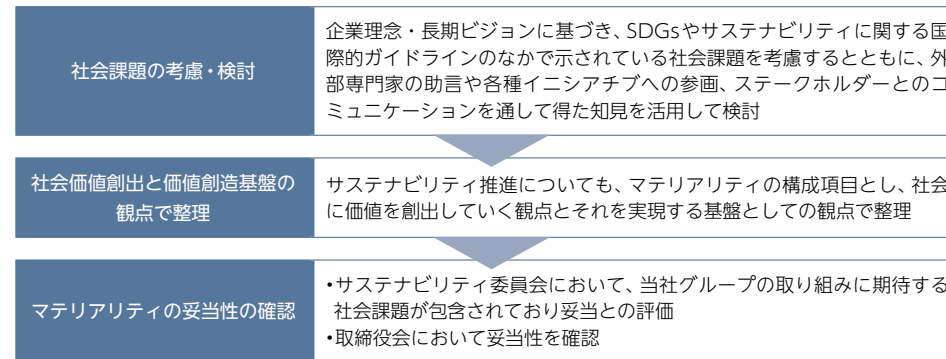 社会課題の考慮・検討
企業理念・長期ビジョンに基づき、SDGsやサステナビリティに関する国
際的ガイドラインのなかで示されている社会課題を考慮するとともに、外
部専門家の助言や各種イニシアチブへの参画、ステークホルダーとのコ
ミュニケーションを通して得た知見を活用して検討
社会価値創出と価値創造基盤の
観点で整理
サステナビリティ推進についても、マテリアリティの構成項目とし、社会
に価値を創出していく観点とそれを実現する基盤としての観点で整理
マテリアリティの妥当性の確認
•サステナビリティ委員会において、当社グループの取り組みに期待する
社会課題が包含されており妥当との評価
•取締役会において妥当性を確認